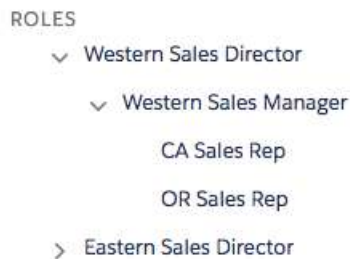 ROLES
Western Sales Director
Western Sales Manager
CA Sales Rep
OR Sales Rep
Eastern Sales Director